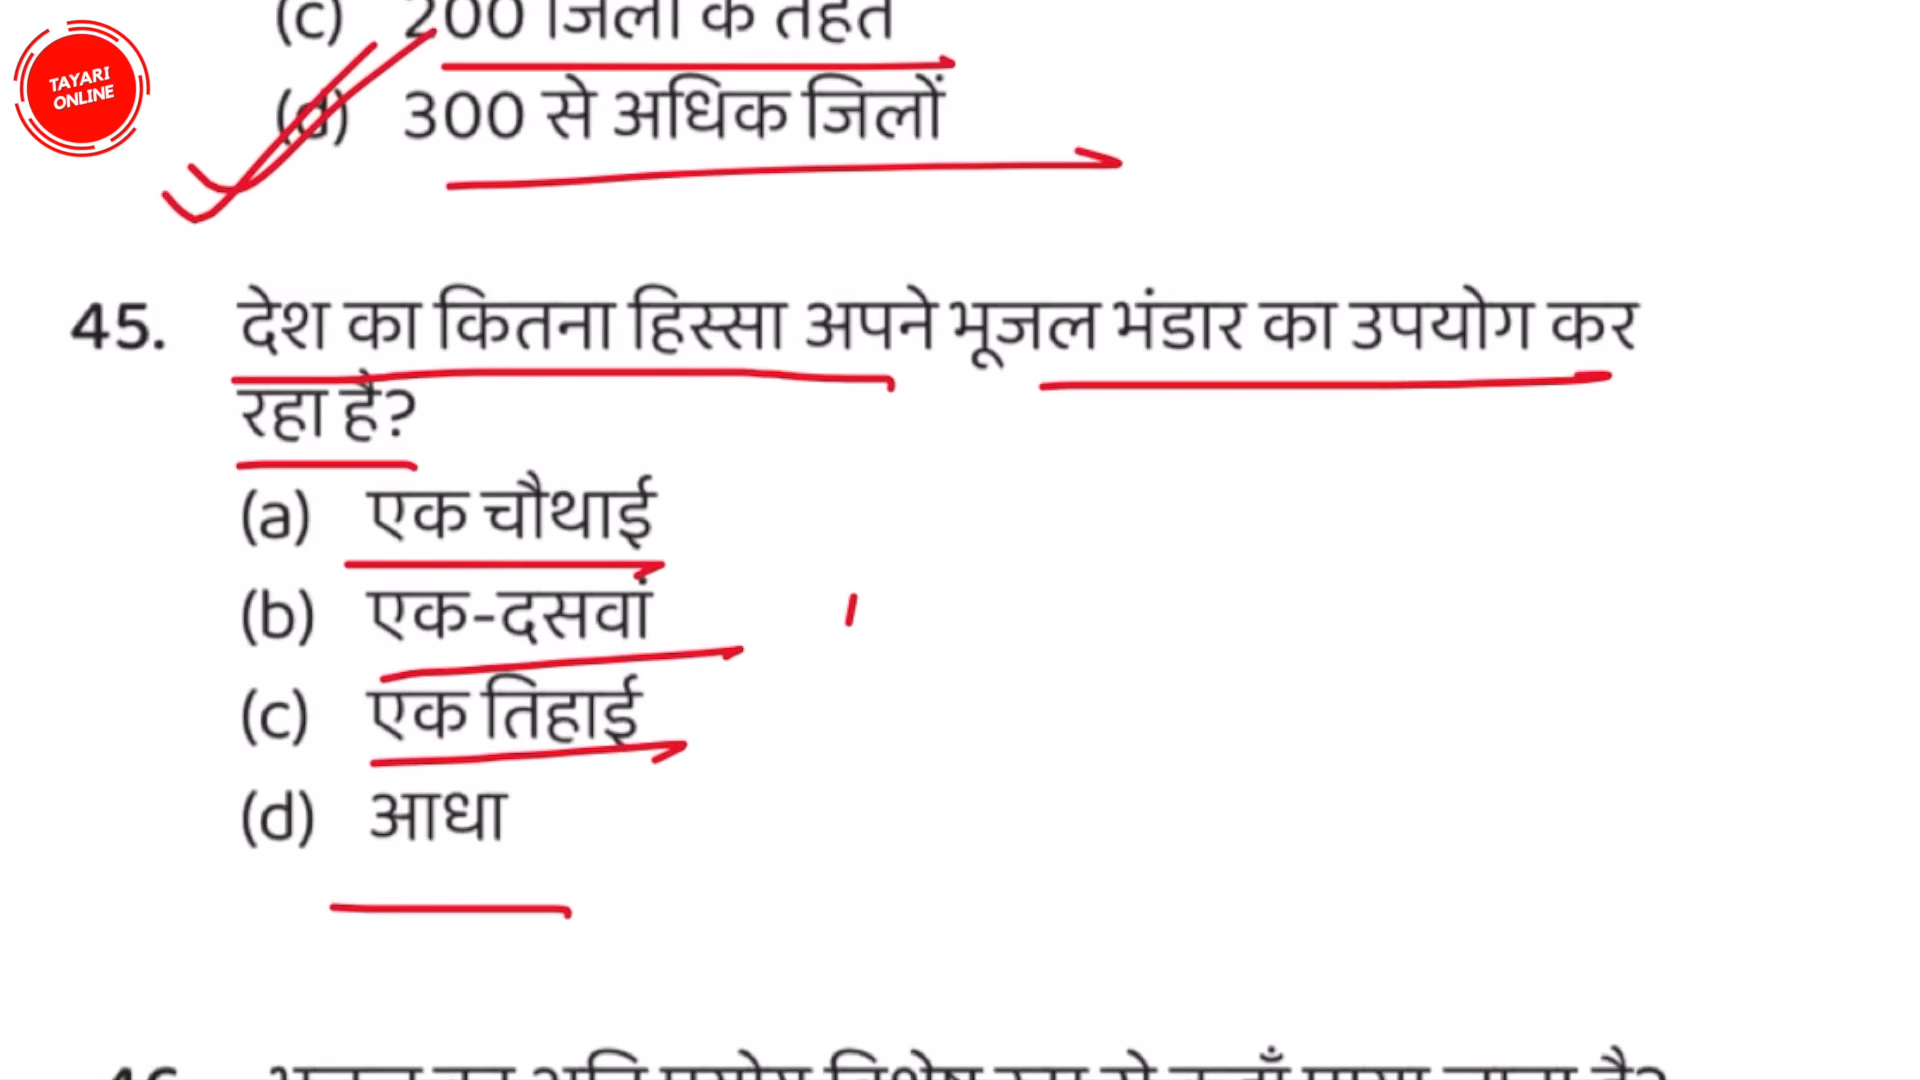 TAYARI
ONLINE
(c) 200 जिलों के तहत
(d) 300 से अधिक जिलों
45. देश का कितना हिस्सा अपने भूजल भंडार का उपयोग कर
रहा है?
(a) एक चौथाई
(b) एक-दसवां
(c) एक तिहाई
(d) आधा